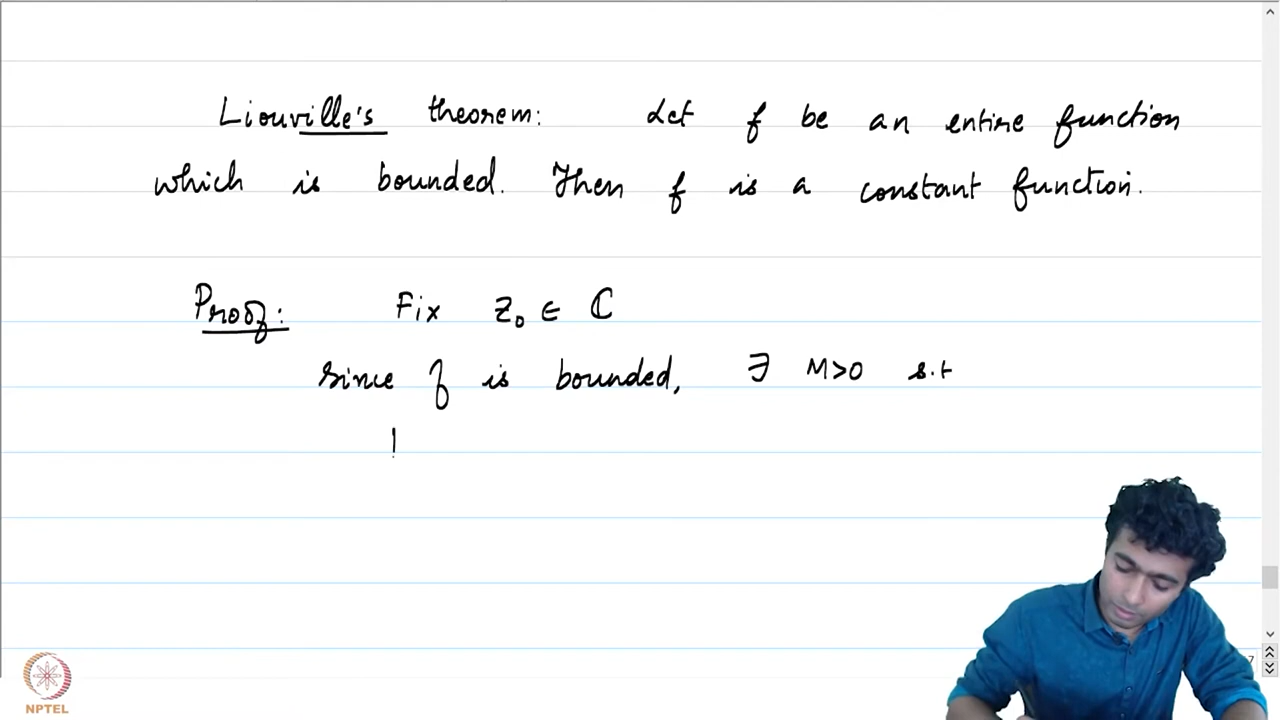 Liouville's theorem: Let f be an entire function
which is bounded. Then f is a constant function.
Proof: Fix z₀ ∈ ℂ
since f is bounded, ∃ M>0 s.t
|
7
NPTEL